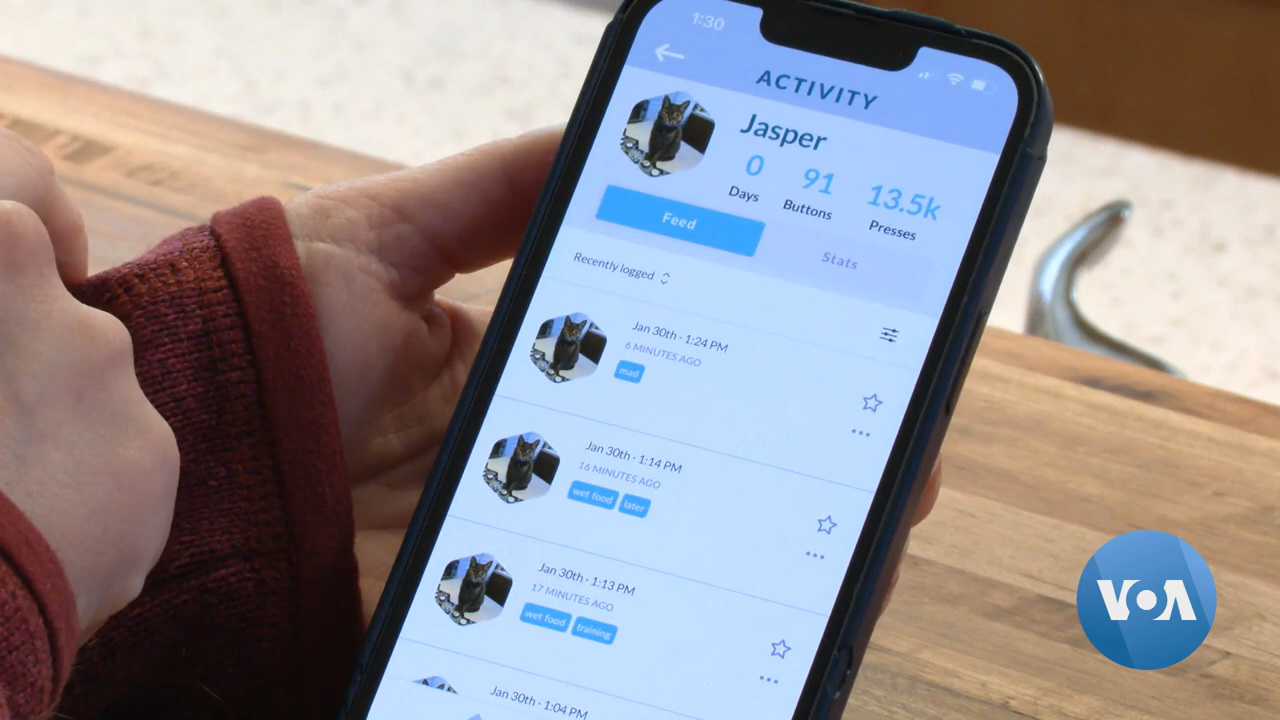 1:30
ACTIVITY
Jasper
0 91 13.5k
Days Buttons Presses
Feed Stats
Recently logged
Jan 30th · 1:24 PM
6 MINUTES AGO
mad
Jan 30th · 1:14 PM
16 MINUTES AGO
wet food later
Jan 30th · 1:13 PM
17 MINUTES AGO
wet food training
Jan 30th · 1:04 PM
VOA